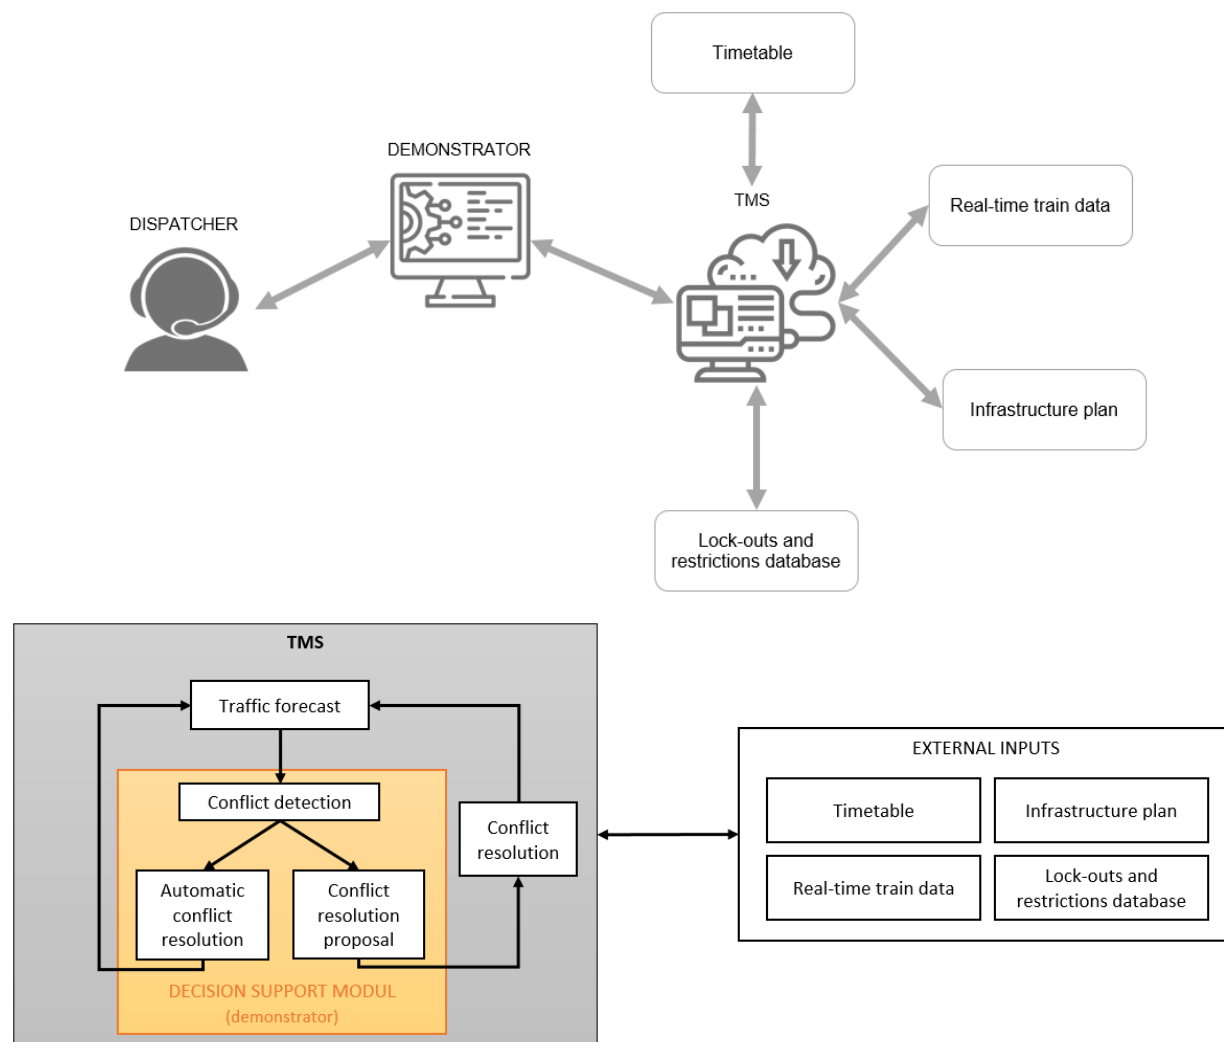 Timetable
DEMONSTRATOR
TMS
Real-time train data
DISPATCHER
Infrastructure plan
Lock-outs and
restrictions database
TMS
Traffic forecast
Conflict detection
Automatic
conflict
resolution
Conflict
resolution
proposal
Conflict
resolution
DECISION SUPPORT MODUL
(demonstrator)
EXTERNAL INPUTS
Timetable
Infrastructure plan
Real-time train data
Lock-outs and
restrictions database